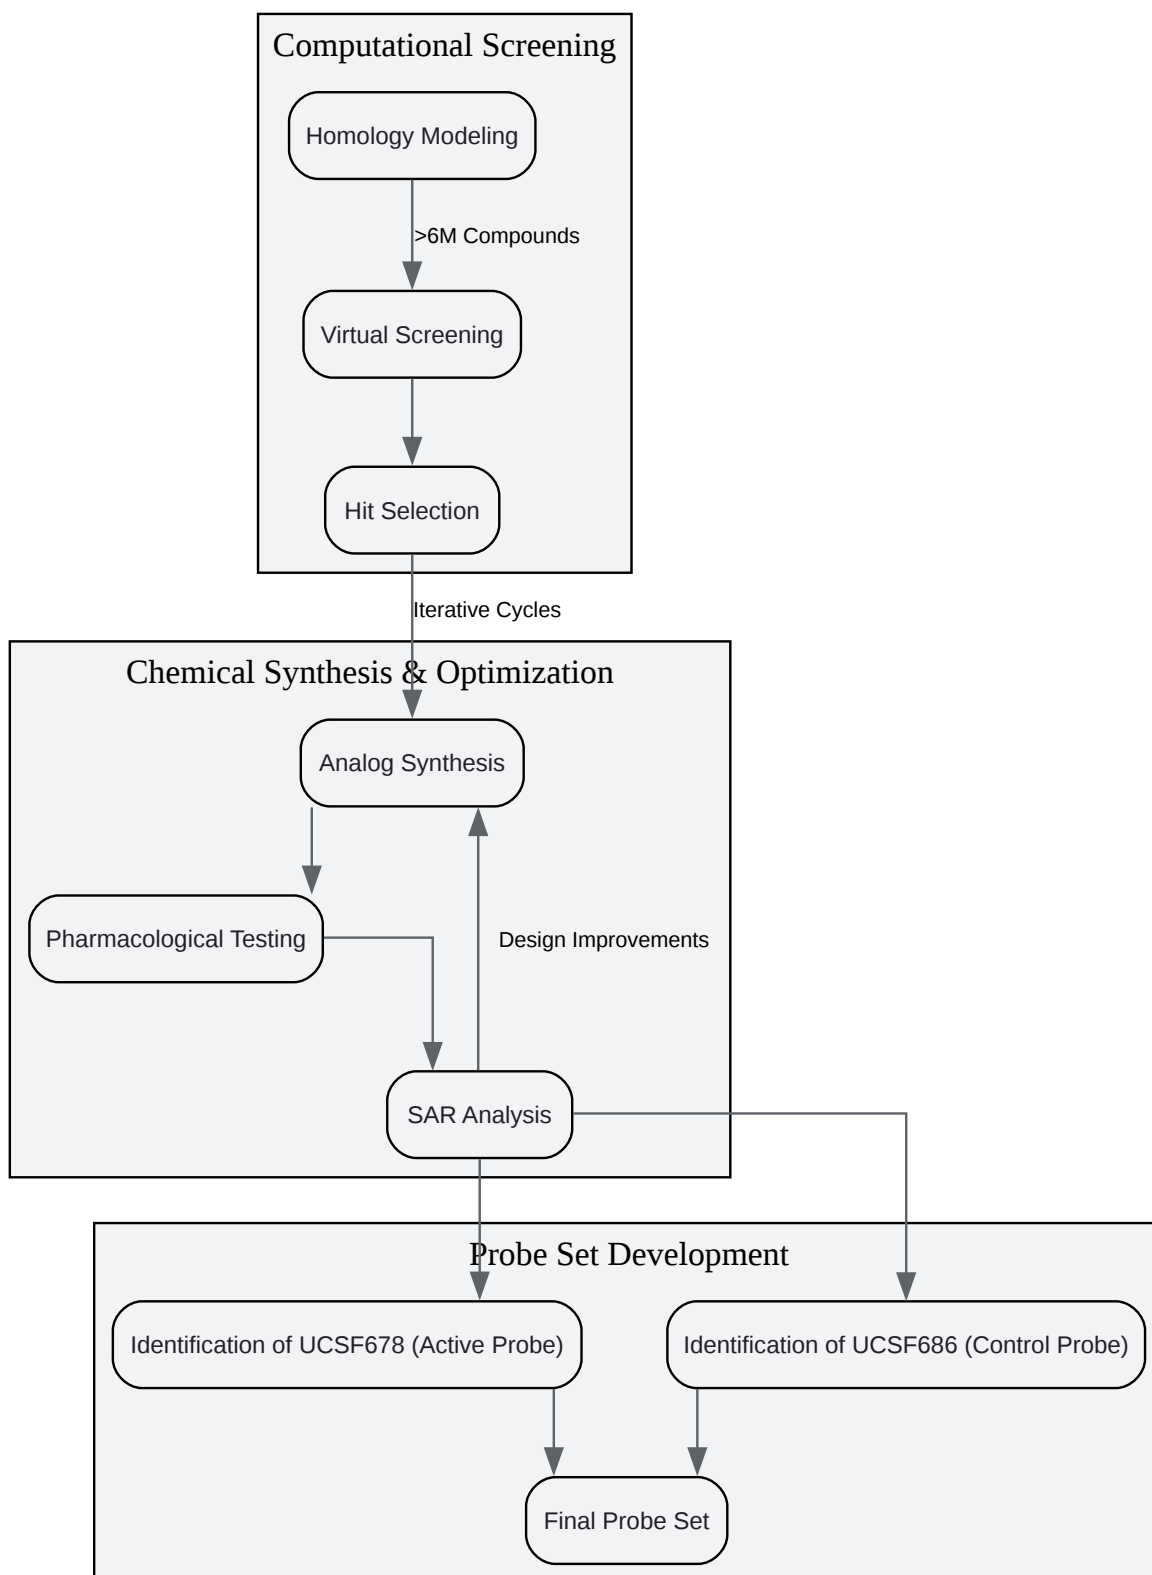 Computational Screening
Homology Modeling
>6M Compounds
Virtual Screening
Hit Selection
Iterative Cycles
Chemical Synthesis & Optimization
Analog Synthesis
Pharmacological Testing
Design Improvements
SAR Analysis
Probe Set Development
Identification of UCSF678 (Active Probe)
Identification of UCSF686 (Control Probe)
Final Probe Set